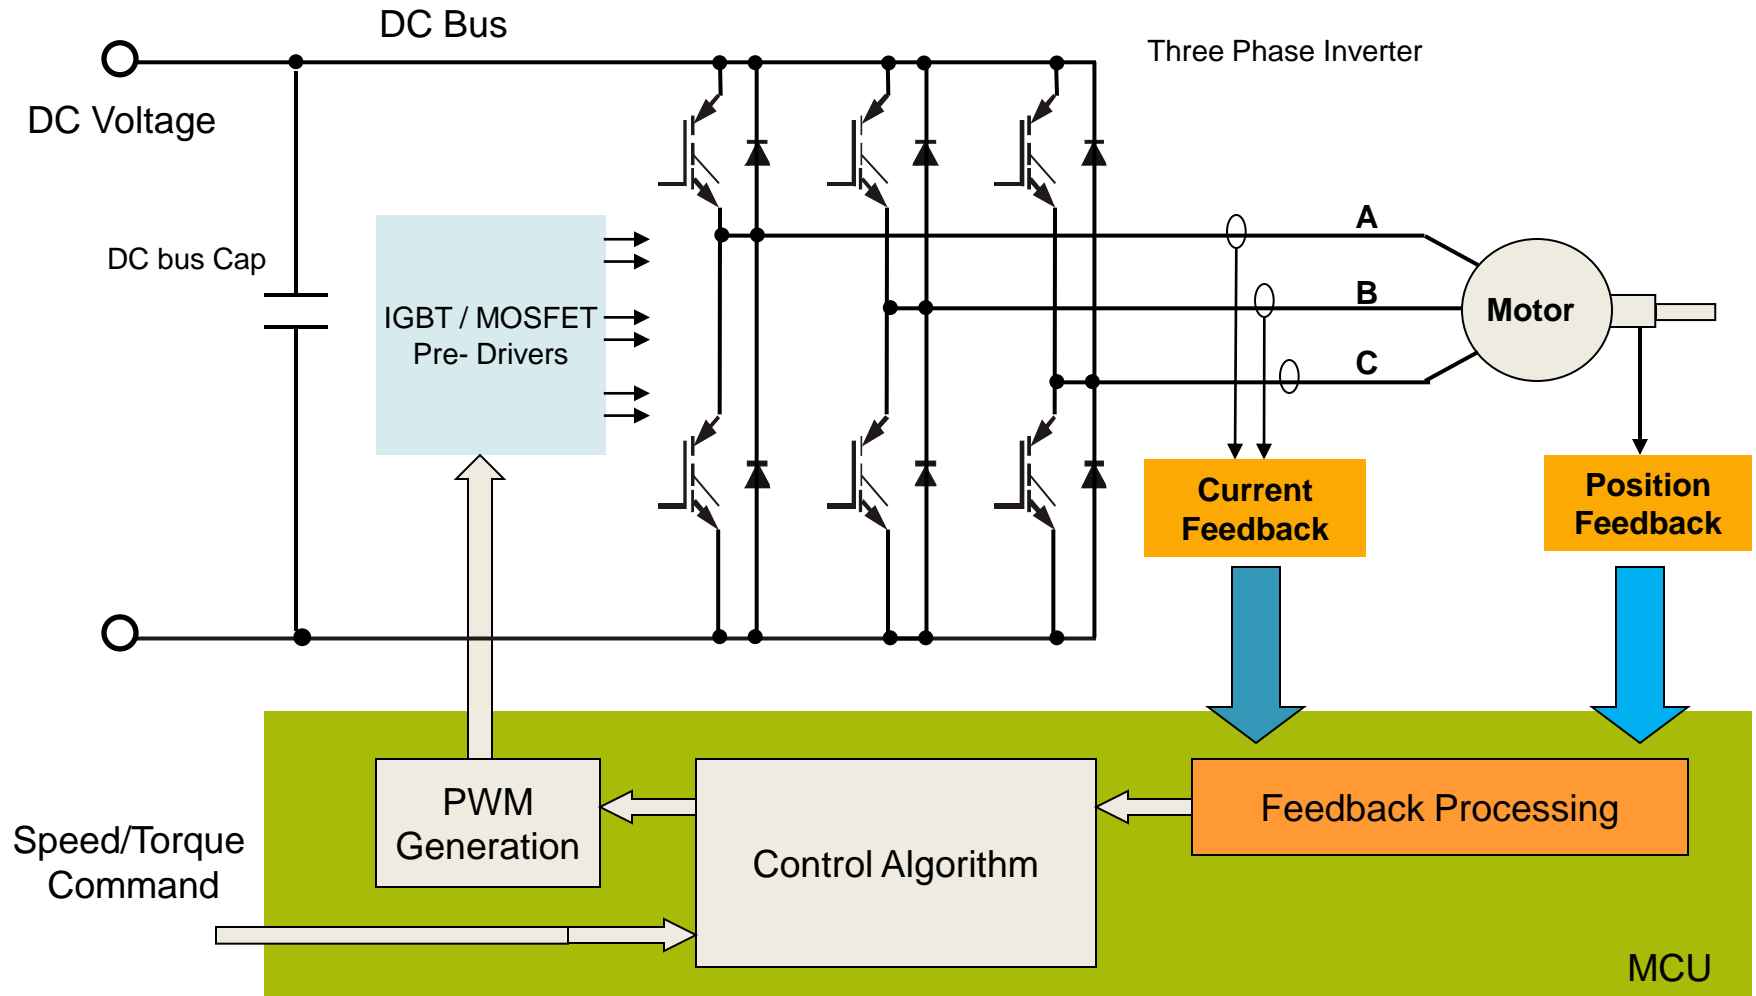 DC Bus
Three Phase Inverter
DC Voltage
A
DC bus Cap
B
IGBT / MOSFET
Pre- Drivers
Motor
C
Current
Feedback
Position
Feedback
PWM
Generation
Feedback Processing
Control Algorithm
Speed/Torque
Command
MCU